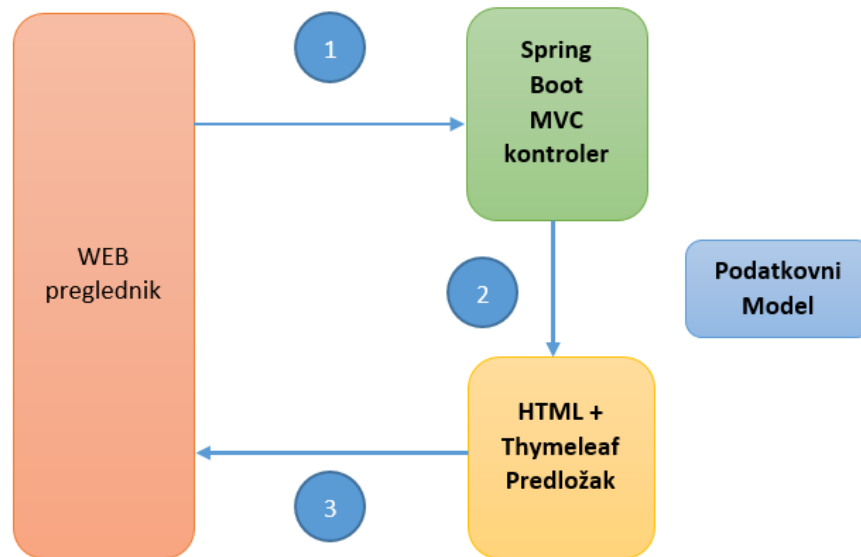 1
Spring
Boot
MVC
kontroler
WEB
preglednik
2
Podatkovni
Model
HTML +
Thymeleaf
Predložak
3